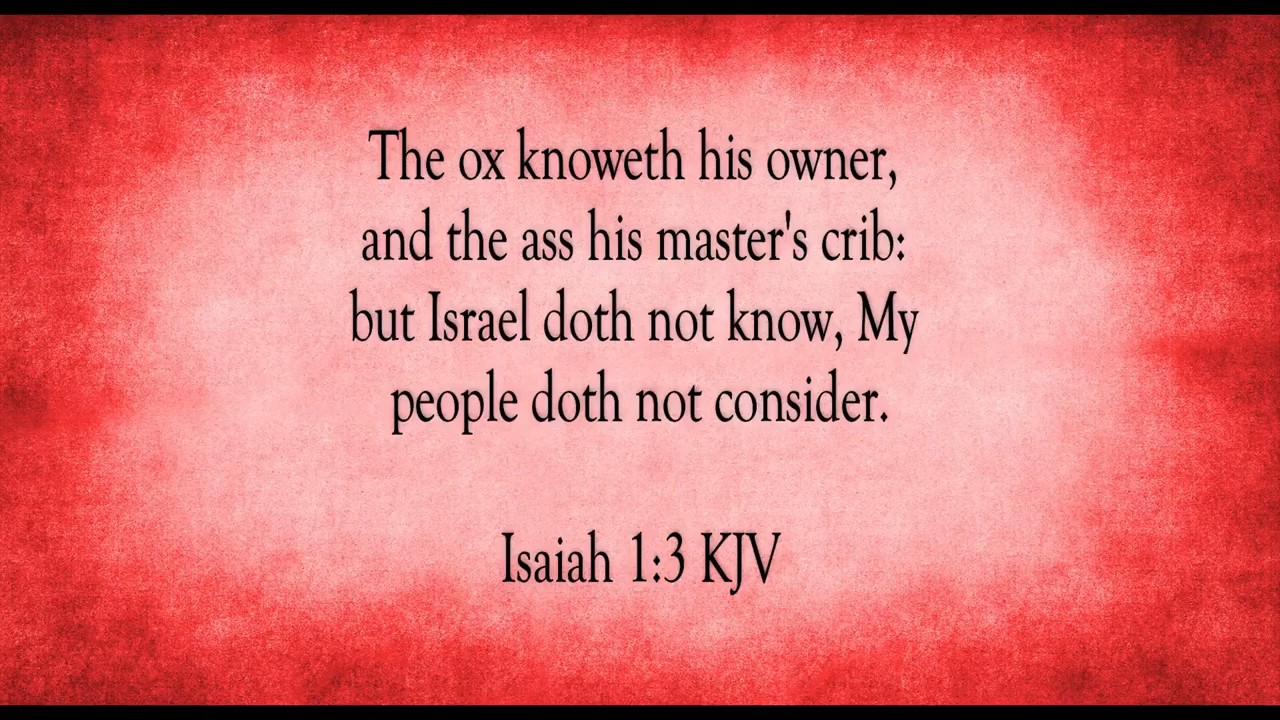 The ox knoweth his owner,
and the ass his master's crib:
but Israel doth not know, My
people doth not consider.
Isaiah 1:3 KJV